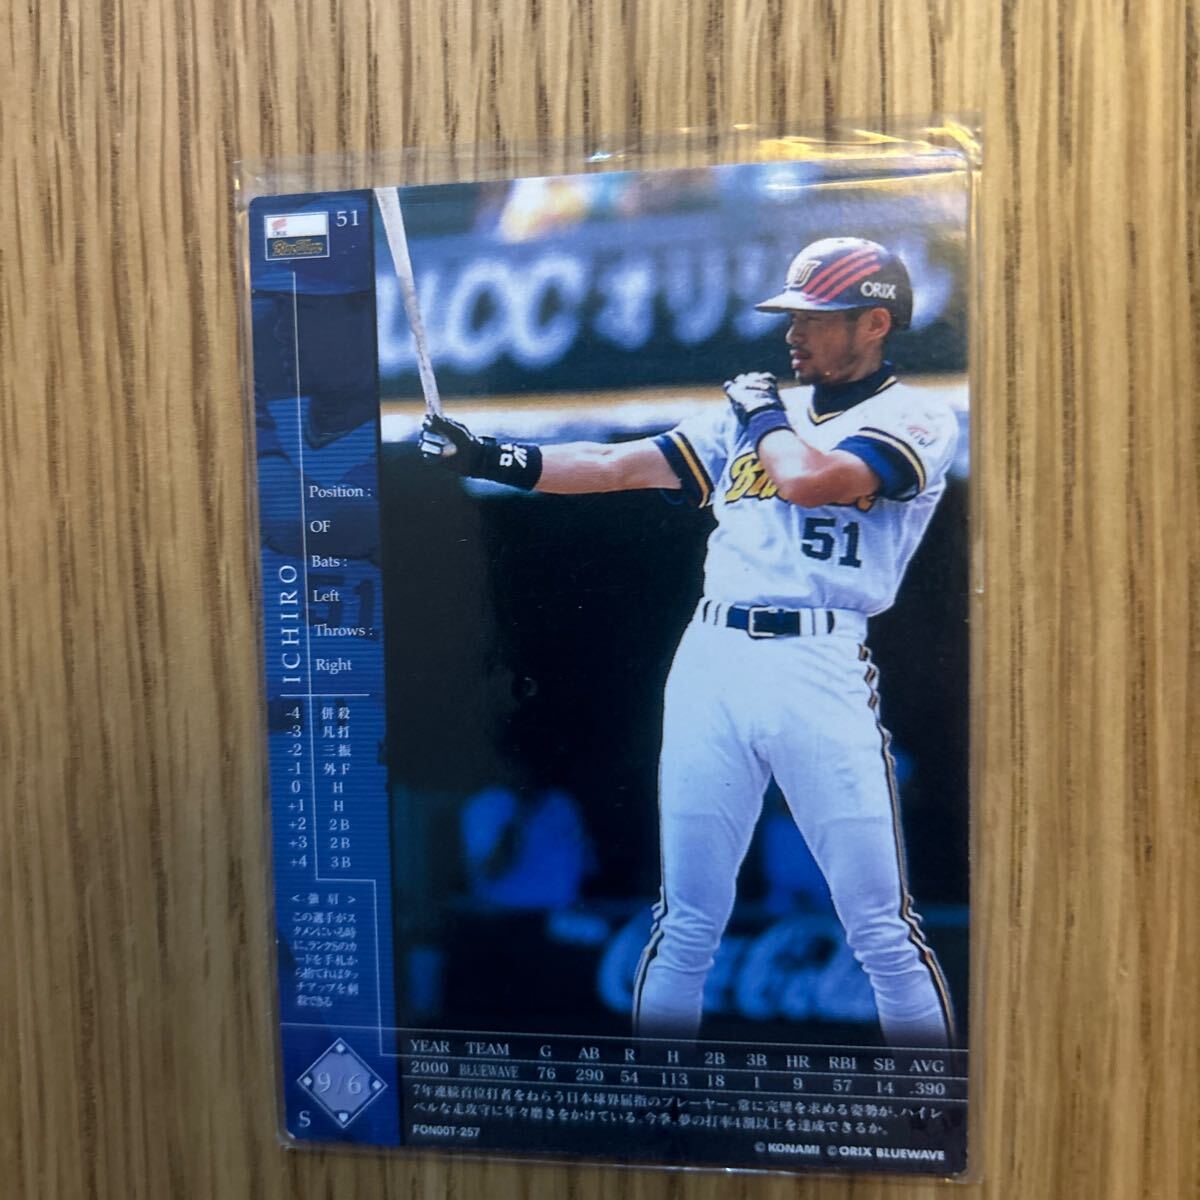 51
ORIX
BlueWave
Position :
OF
Bats :
Left
Throws :
Right
ICHIRO
-4 併殺
-3 凡打
-2 三振
-1 外F
0 H
+1 H
+2 2B
+3 2B
+4 3B
<強肩>
この選手がス
タメンにいる時
に、ランクSのカ
ードを手札か
ら捨てればタッ
チアップを刺
殺できる
9/6
S
UCC
ORIX
51
YEAR TEAM G AB R H 2B 3B HR RBI SB AVG
2000 BLUEWAVE 76 290 54 113 18 1 9 57 14 .390
7年連続首位打者をねらう日本球界屈指のプレーヤー。常に完璧を求める姿勢が、ハイレ
ベルな走攻守に年々磨きをかけている。今季、夢の打率4割以上を達成できるか。
FON00T-257
© KONAMI © ORIX BLUEWAVE